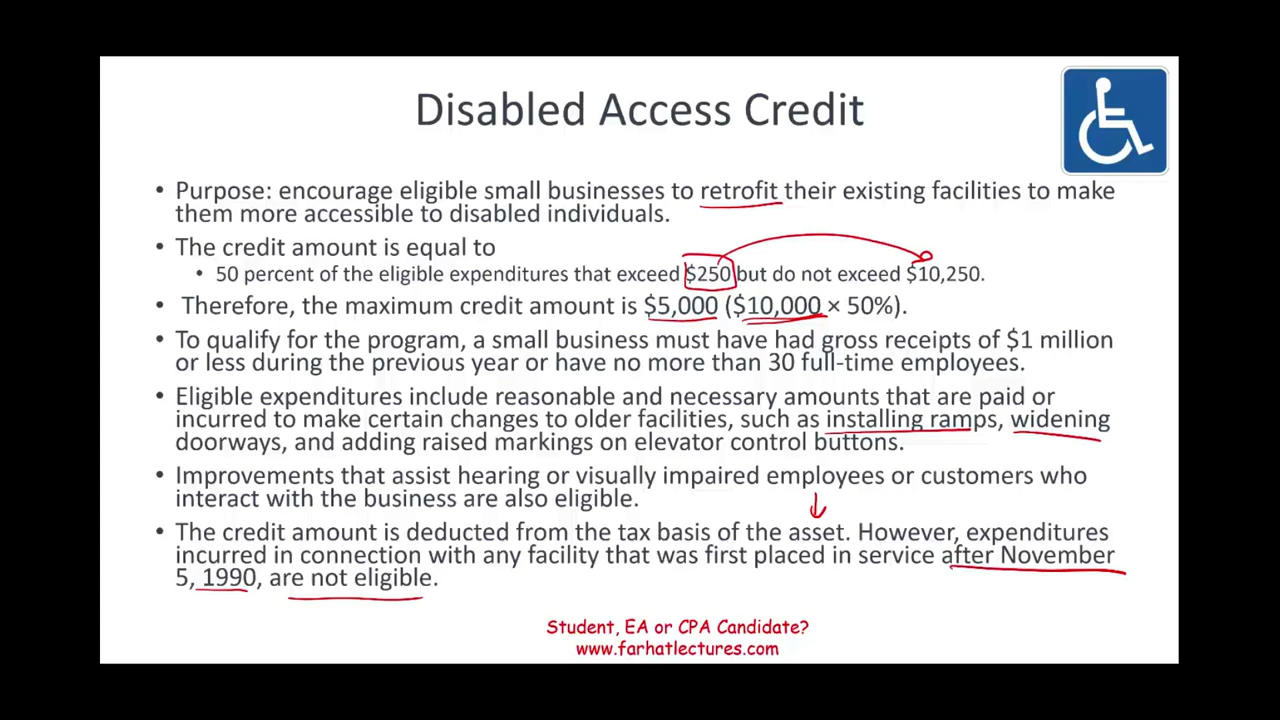 Disabled Access Credit
• Purpose: encourage eligible small businesses to retrofit their existing facilities to make
them more accessible to disabled individuals.
• The credit amount is equal to
• 50 percent of the eligible expenditures that exceed $250 but do not exceed $10,250.
• Therefore, the maximum credit amount is $5,000 ($10,000 × 50%).
• To qualify for the program, a small business must have had gross receipts of $1 million
or less during the previous year or have no more than 30 full-time employees.
• Eligible expenditures include reasonable and necessary amounts that are paid or
incurred to make certain changes to older facilities, such as installing ramps, widening
doorways, and adding raised markings on elevator control buttons.
• Improvements that assist hearing or visually impaired employees or customers who
interact with the business are also eligible.
• The credit amount is deducted from the tax basis of the asset. However, expenditures
incurred in connection with any facility that was first placed in service after November
5, 1990, are not eligible.
Student, EA or CPA Candidate?
www.farhatlectures.com